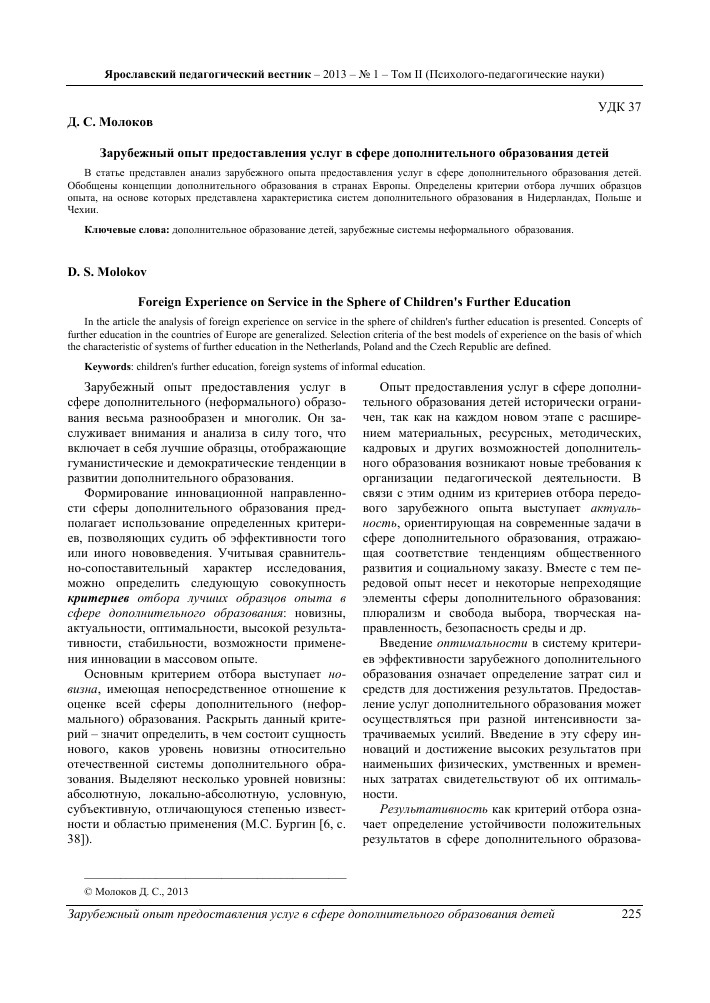 Ярославский педагогический вестник – 2013 – № 1 – Том II (Психолого-педагогические науки)
УДК 37
Д. С. Молоков
Зарубежный опыт предоставления услуг в сфере дополнительного образования детей
В статье представлен анализ зарубежного опыта предоставления услуг в сфере дополнительного образования детей.
Обобщены концепции дополнительного образования в странах Европы. Определены критерии отбора лучших образцов
опыта, на основе которых представлена характеристика систем дополнительного образования в Нидерландах, Польше и
Чехии.
Ключевые слова: дополнительное образование детей, зарубежные системы неформального образования.
D. S. Molokov
Foreign Experience on Service in the Sphere of Children's Further Education
In the article the analysis of foreign experience on service in the sphere of children's further education is presented. Concepts of
further education in the countries of Europe are generalized. Selection criteria of the best models of experience on the basis of which
the characteristic of systems of further education in the Netherlands, Poland and the Czech Republic are defined.
Keywords: children's further education, foreign systems of informal education.
Зарубежный опыт предоставления услуг в
сфере дополнительного (неформального) образо-
вания весьма разнообразен и многолик. Он за-
служивает внимания и анализа в силу того, что
включает в себя лучшие образцы, отображающие
гуманистические и демократические тенденции в
развитии дополнительного образования.
Формирование инновационной направленно-
сти сферы дополнительного образования пред-
полагает использование определенных критери-
ев, позволяющих судить об эффективности того
или иного нововведения. Учитывая сравнитель-
но-сопоставительный характер исследования,
можно определить следующую совокупность
критериев отбора лучших образцов опыта в
сфере дополнительного образования: новизны,
актуальности, оптимальности, высокой результа-
тивности, стабильности, возможности примене-
ния инновации в массовом опыте.
Основным критерием отбора выступает но-
визна, имеющая непосредственное отношение к
оценке всей сферы дополнительного (нефор-
мального) образования. Раскрыть данный крите-
рий – значит определить, в чем состоит сущность
нового, каков уровень новизны относительно
отечественной системы дополнительного обра-
зования. Выделяют несколько уровней новизны:
абсолютную, локально-абсолютную, условную,
субъективную, отличающуюся степенью извест-
ности и областью применения (М.С. Бургин [6, с.
38]).
Опыт предоставления услуг в сфере дополни-
тельного образования детей исторически ограни-
чен, так как на каждом новом этапе с расшире-
нием материальных, ресурсных, методических,
кадровых и других возможностей дополнитель-
ного образования возникают новые требования к
организации педагогической деятельности. В
связи с этим одним из критериев отбора передо-
вого зарубежного опыта выступает актуаль-
ность, ориентирующая на современные задачи в
сфере дополнительного образования, отражаю-
щая соответствие тенденциям общественного
развития и социальному заказу. Вместе с тем пе-
редовой опыт несет и некоторые непреходящие
элементы сферы дополнительного образования:
плюрализм и свобода выбора, творческая на-
правленность, безопасность среды и др.
Введение оптимальности в систему критери-
ев эффективности зарубежного дополнительного
образования означает определение затрат сил и
средств для достижения результатов. Предостав-
ление услуг дополнительного образования может
осуществляться при разной интенсивности за-
трачиваемых усилий. Введение в эту сферу ин-
новаций и достижение высоких результатов при
наименьших физических, умственных и времен-
ных затратах свидетельствуют об их оптималь-
ности.
Результативность как критерий отбора озна-
чает определение устойчивости положительных
результатов в сфере дополнительного образова-
© Молоков Д. С., 2013
Зарубежный опыт предоставления услуг в сфере дополнительного образования детей 225